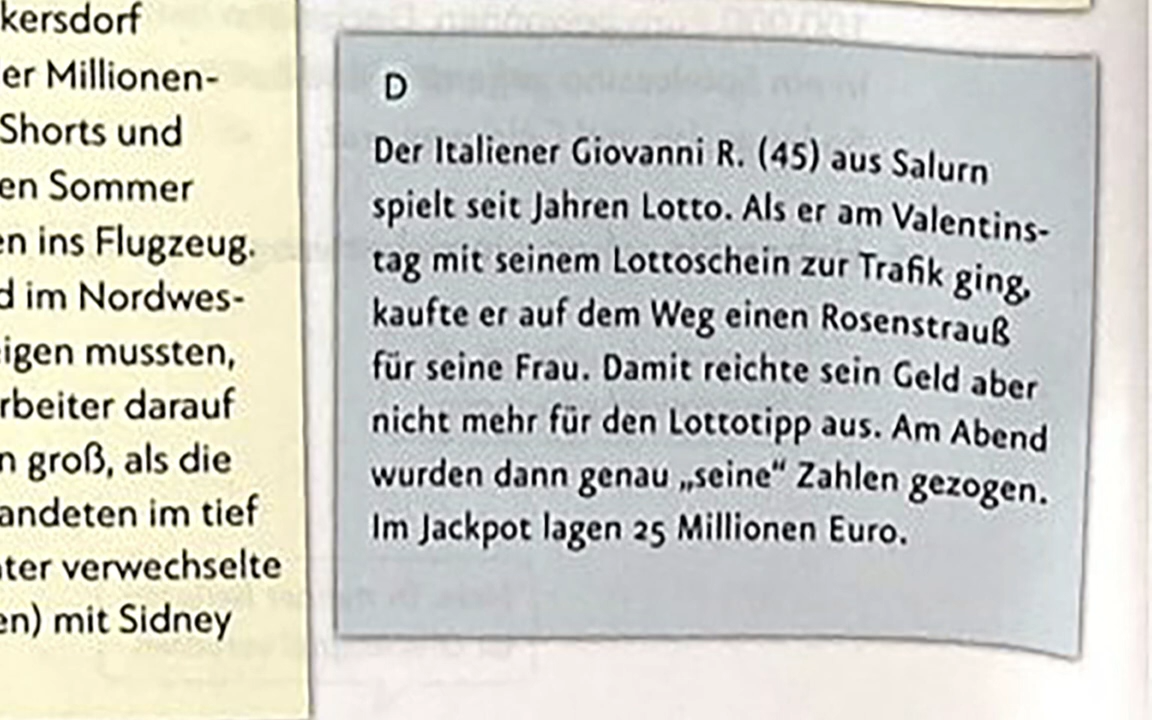 kersdorf
er Millionen-
Shorts und
en Sommer
en ins Flugzeug.
d im Nordwes-
igen mussten,
rbeiter darauf
n groß, als die
andeten im tief
ter verwechselte
en) mit Sidney
D
Der Italiener Giovanni R. (45) aus Salurn
spielt seit Jahren Lotto. Als er am Valentins-
tag mit seinem Lottoschein zur Trafik ging,
kaufte er auf dem Weg einen Rosenstrauß
für seine Frau. Damit reichte sein Geld aber
nicht mehr für den Lottotipp aus. Am Abend
wurden dann genau „seine“ Zahlen gezogen.
Im Jackpot lagen 25 Millionen Euro.